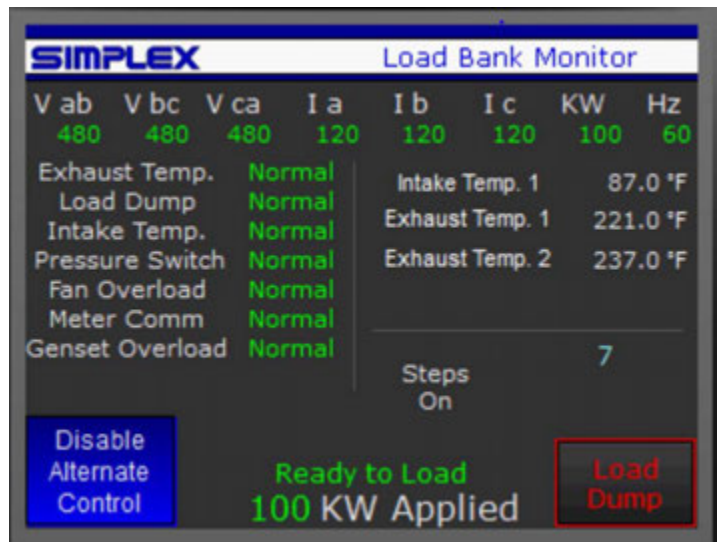 SIMPLEX Load Bank Monitor
V ab V bc V ca I a I b I c KW Hz
480 480 480 120 120 120 100 60
Exhaust Temp. Normal
Load Dump Normal
Intake Temp. Normal
Pressure Switch Normal
Fan Overload Normal
Meter Comm Normal
Genset Overload Normal
Intake Temp. 1 87.0 °F
Exhaust Temp. 1 221.0 °F
Exhaust Temp. 2 237.0 °F
Steps 7
On
Disable
Alternate
Control
Ready to Load
100 KW Applied
Load
Dump